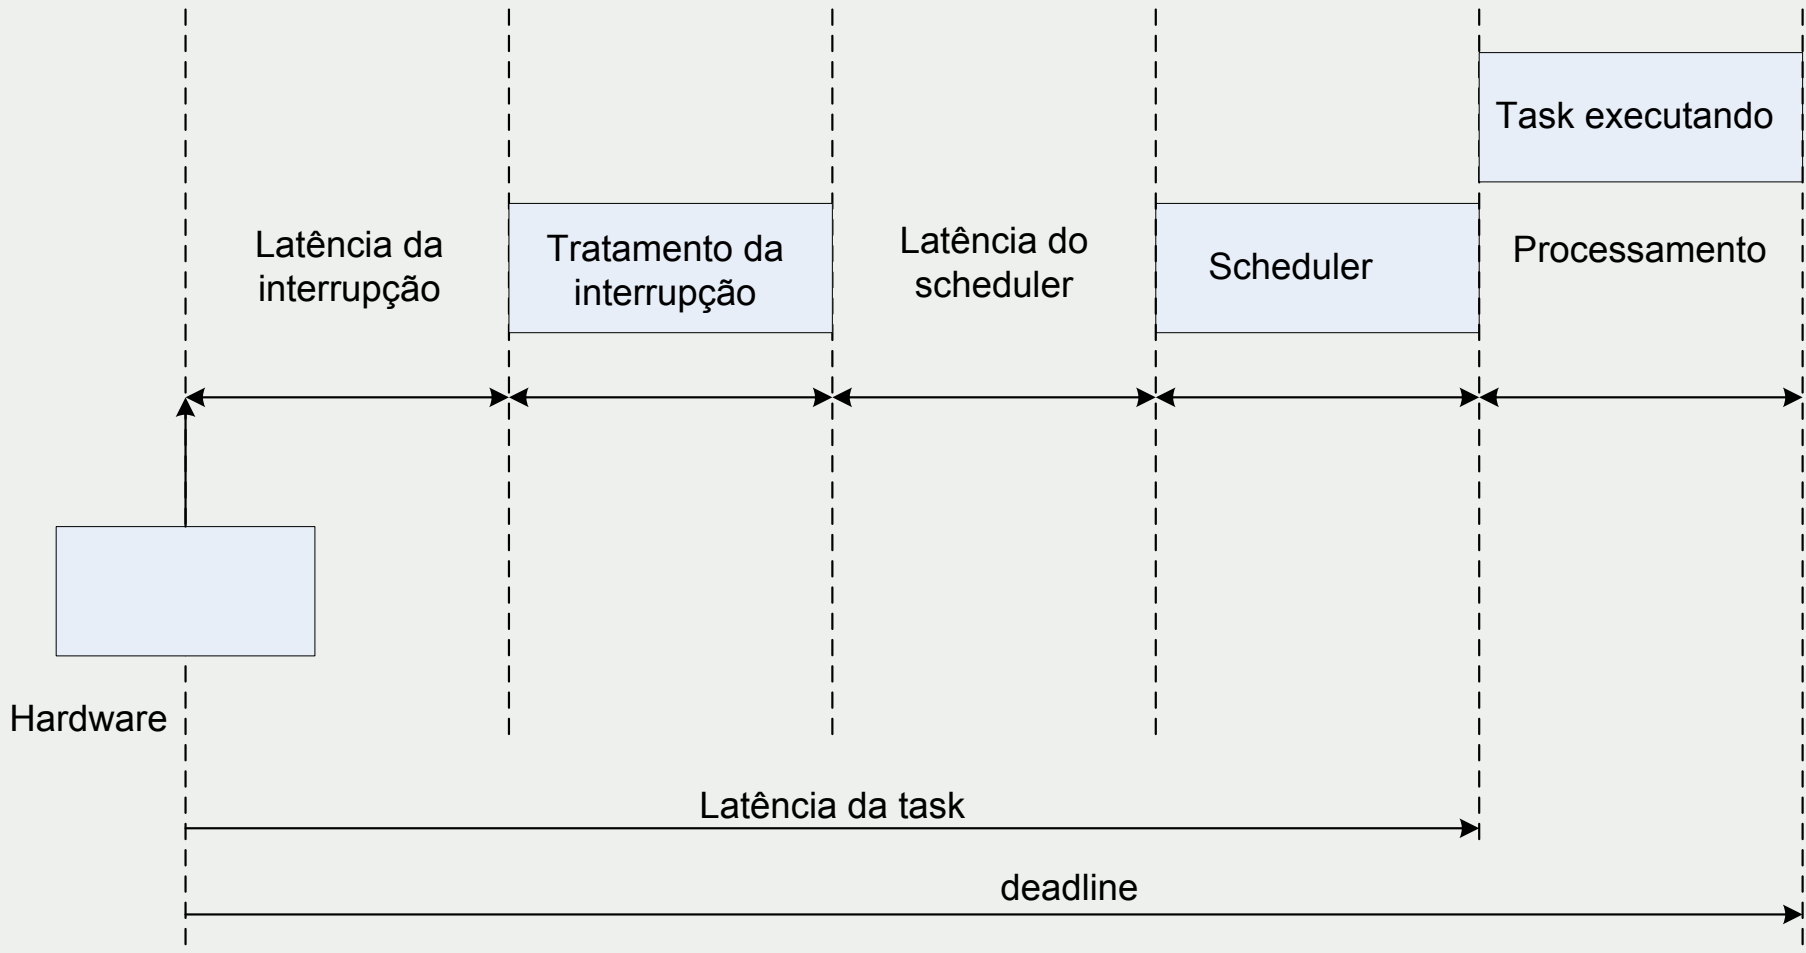 Task executando
Latência da
interrupção
Tratamento da
interrupção
Latência do
scheduler
Scheduler
Processamento
Hardware
Latência da task
deadline